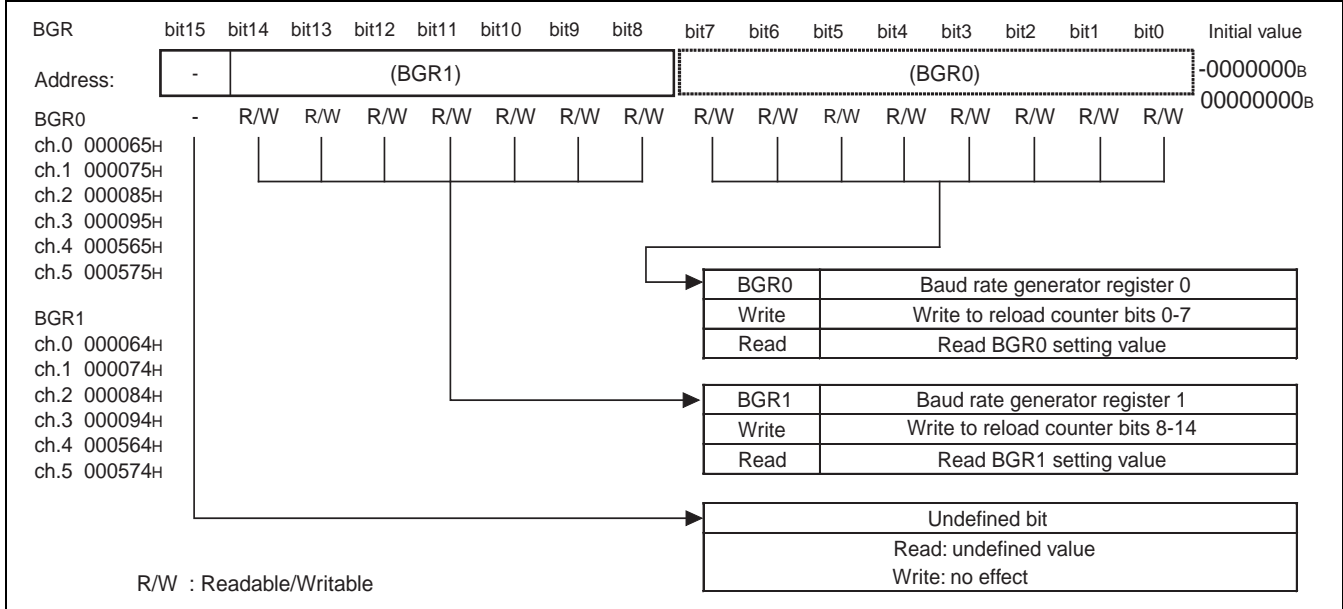 BGR bit15 bit14 bit13 bit12 bit11 bit10 bit9 bit8 bit7 bit6 bit5 bit4 bit3 bit2 bit1 bit0 Initial value
Address: - (BGR1) (BGR0) -0000000B
00000000B
BGR0 - R/W R/W R/W R/W R/W R/W R/W R/W R/W R/W R/W R/W R/W R/W R/W
ch.0 000065H
ch.1 000075H
ch.2 000085H
ch.3 000095H
ch.4 000565H
ch.5 000575H
BGR1
ch.0 000064H
ch.1 000074H
ch.2 000084H
ch.3 000094H
ch.4 000564H
ch.5 000574H
BGR0 Baud rate generator register 0
Write Write to reload counter bits 0-7
Read Read BGR0 setting value
BGR1 Baud rate generator register 1
Write Write to reload counter bits 8-14
Read Read BGR1 setting value
Undefined bit
Read: undefined value
Write: no effect
R/W : Readable/Writable